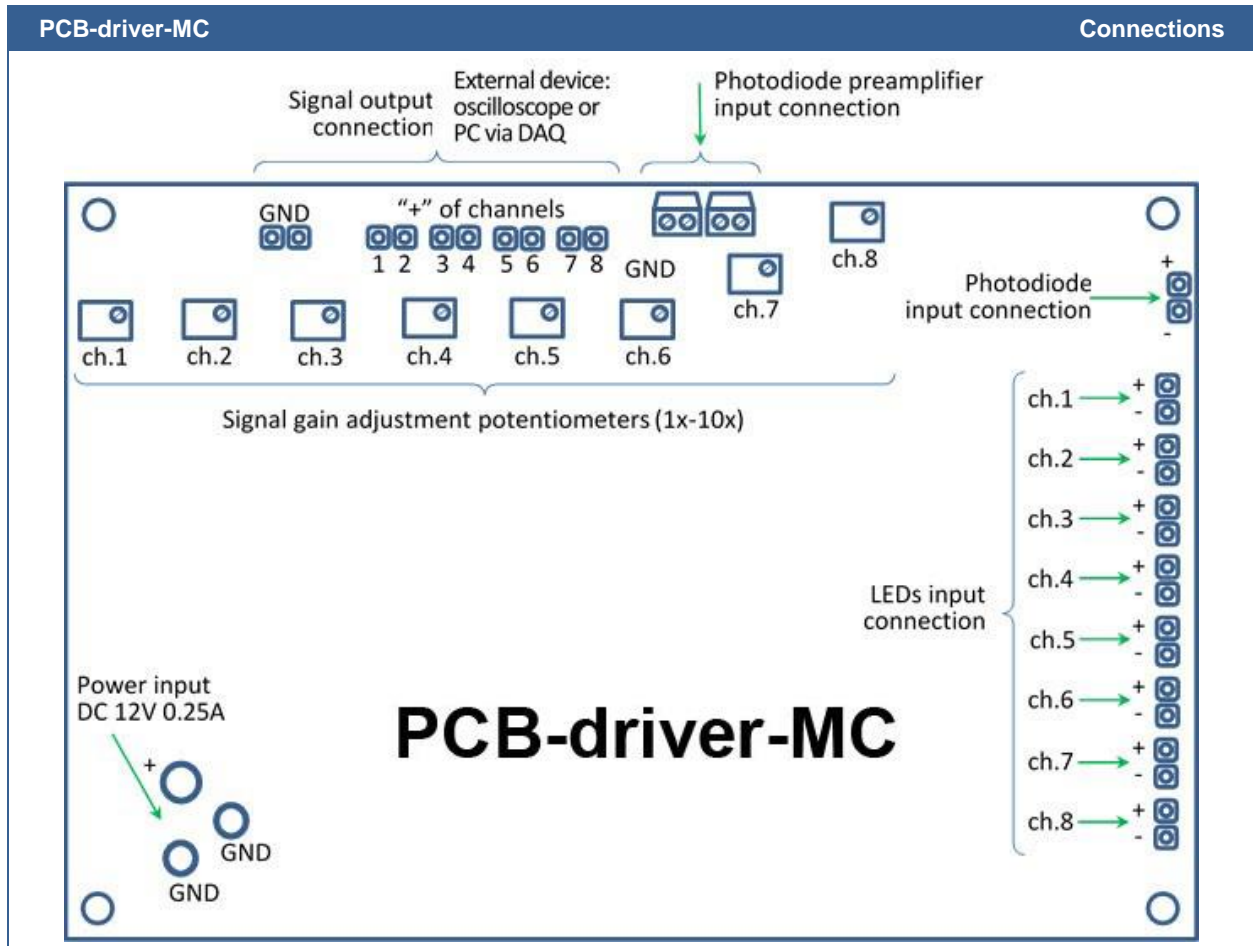 PCB-driver-MC Connections
Signal output
connection
External device:
oscilloscope or
PC via DAQ
Photodiode preamplifier
input connection
GND
“+” of channels
1 2 3 4 5 6 7 8
GND
ch.7
ch.8
ch.1 ch.2 ch.3 ch.4 ch.5 ch.6
Signal gain adjustment potentiometers (1x-10x)
Photodiode
input connection
+
-
LEDs input
connection
ch.1 +
-
ch.2 +
-
ch.3 +
-
ch.4 +
-
ch.5 +
-
ch.6 +
-
ch.7 +
-
ch.8 +
-
Power input
DC 12V 0.25A
+
GND
GND
PCB-driver-MC